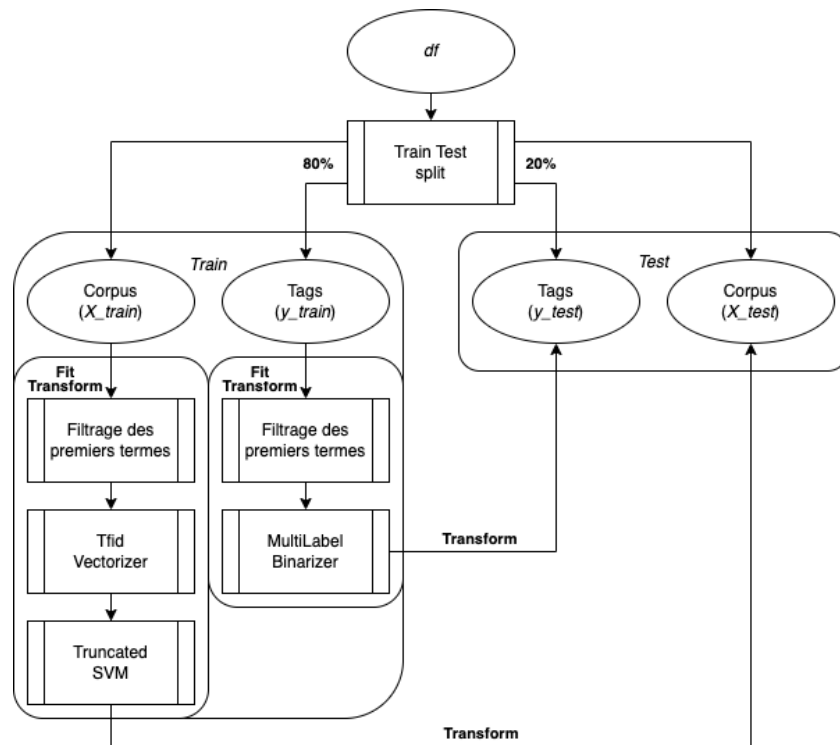 df
Train Test
split
80%
20%
Train
Test
Corpus
(X_train)
Tags
(y_train)
Tags
(y_test)
Corpus
(X_test)
Fit
Transform
Fit
Transform
Filtrage des
premiers termes
Filtrage des
premiers termes
Tfid
Vectorizer
MultiLabel
Binarizer
Transform
Truncated
SVM
Transform